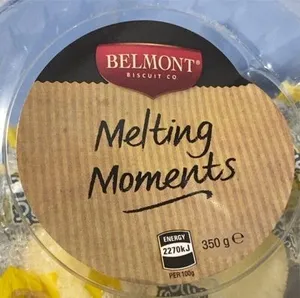 BELMONT®
BISCUIT CO
Melting
Moments
ENERGY
2270kJ
PER 100g
350 g e